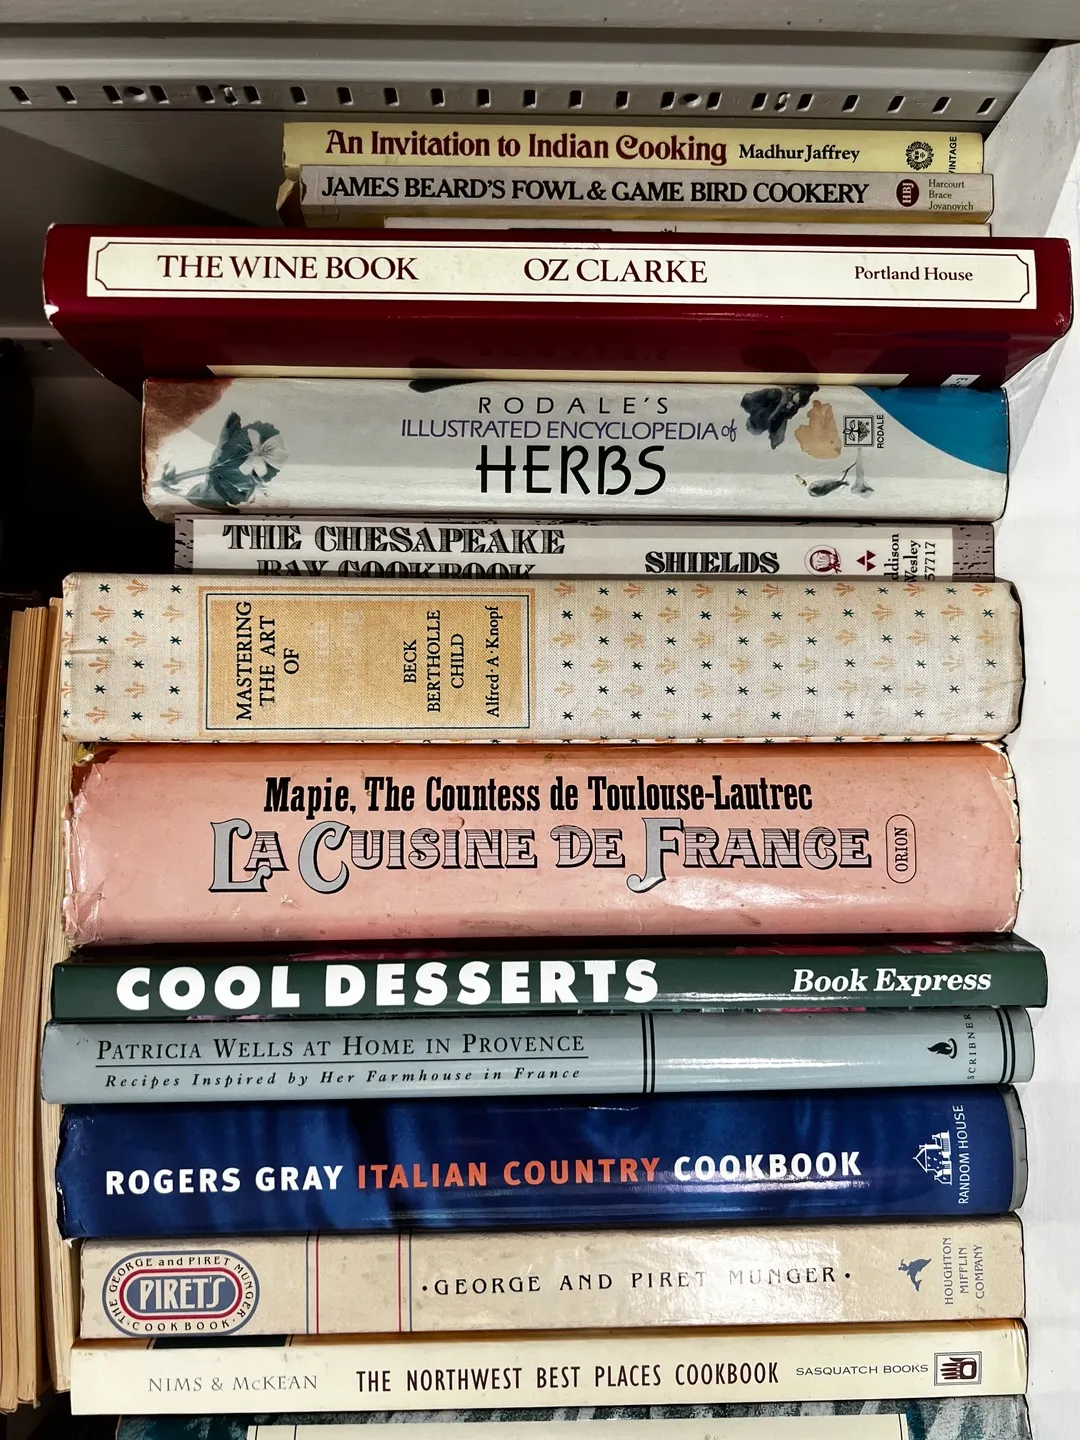 An Invitation to Indian Cooking Madhur Jaffrey VINTAGE
JAMES BEARD'S FOWL & GAME BIRD COOKERY HBJ Harcourt
Brace
Jovanovich
THE WINE BOOK OZ CLARKE Portland House
RODALE'S
ILLUSTRATED ENCYCLOPEDIA of
HERBS
RODALE
THE CHESAPEAKE
BAY COOKBOOK
SHIELDS
ddison
Wesley
57717
MASTERING
THE ART
OF
BECK
BERTHOLLE
CHILD
Alfred·A·Knopf
Mapie, The Countess de Toulouse-Lautrec
LA CUISINE DE FRANCE
ORION
COOL DESSERTS Book Express
PATRICIA WELLS AT HOME IN PROVENCE
Recipes Inspired by Her Farmhouse in France
SCRIBNER
ROGERS GRAY ITALIAN COUNTRY COOKBOOK
RANDOM HOUSE
THE GEORGE and PIRET MUNGER
PIRET'S
COOKBOOK
·GEORGE AND PIRET MUNGER·
HOUGHTON
MIFFLIN
COMPANY
NIMS & McKEAN THE NORTHWEST BEST PLACES COOKBOOK SASQUATCH BOOKS